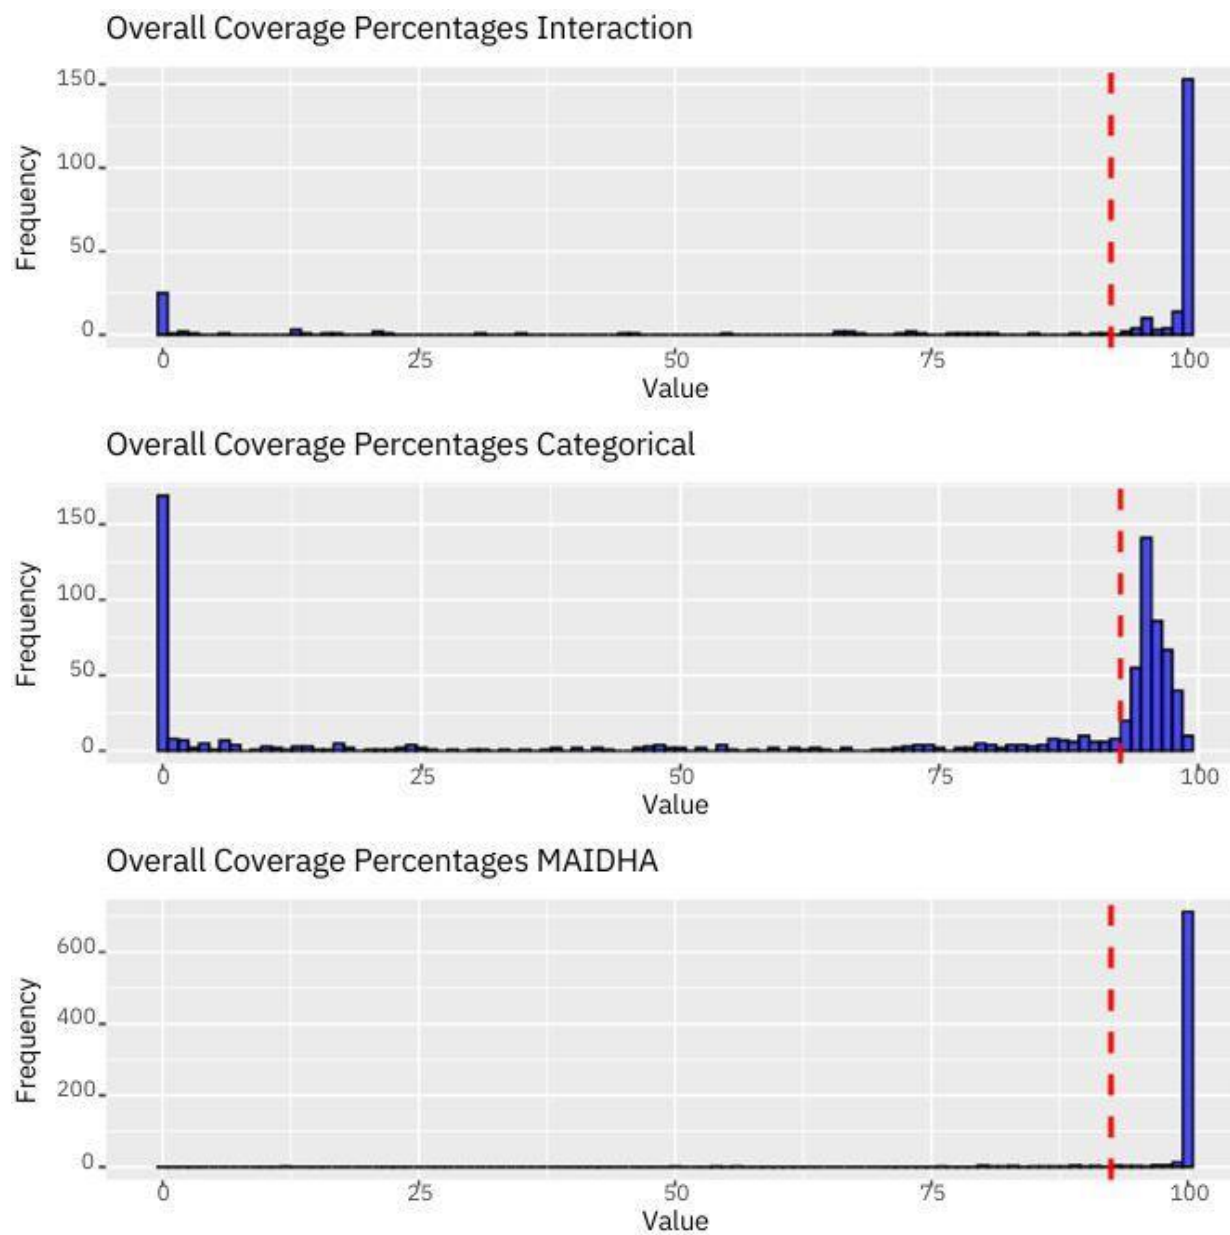 Overall Coverage Percentages Interaction
150
100
50
0
Frequency
0 25 50 75 100
Value
Overall Coverage Percentages Categorical
150
100
50
0
Frequency
0 25 50 75 100
Value
Overall Coverage Percentages MAIDHA
600
400
200
0
Frequency
0 25 50 75 100
Value